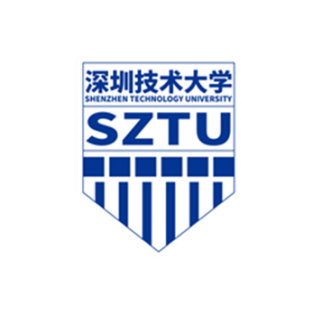 深圳技术大学
SHENZHEN TECHNOLOGY UNIVERSITY
SZTU